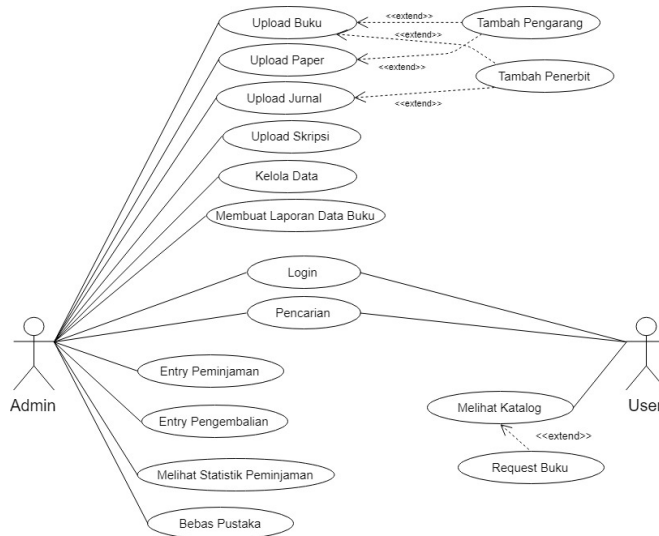 Upload Buku
<<extend>>
Tambah Pengarang
<<extend>>
Upload Paper
<<extend>>
Tambah Penerbit
Upload Jurnal
<<extend>>
Upload Skripsi
Kelola Data
Membuat Laporan Data Buku
Login
Pencarian
Entry Peminjaman
Admin
Entry Pengembalian
Melihat Katalog
User
<<extend>>
Melihat Statistik Peminjaman
Request Buku
Bebas Pustaka